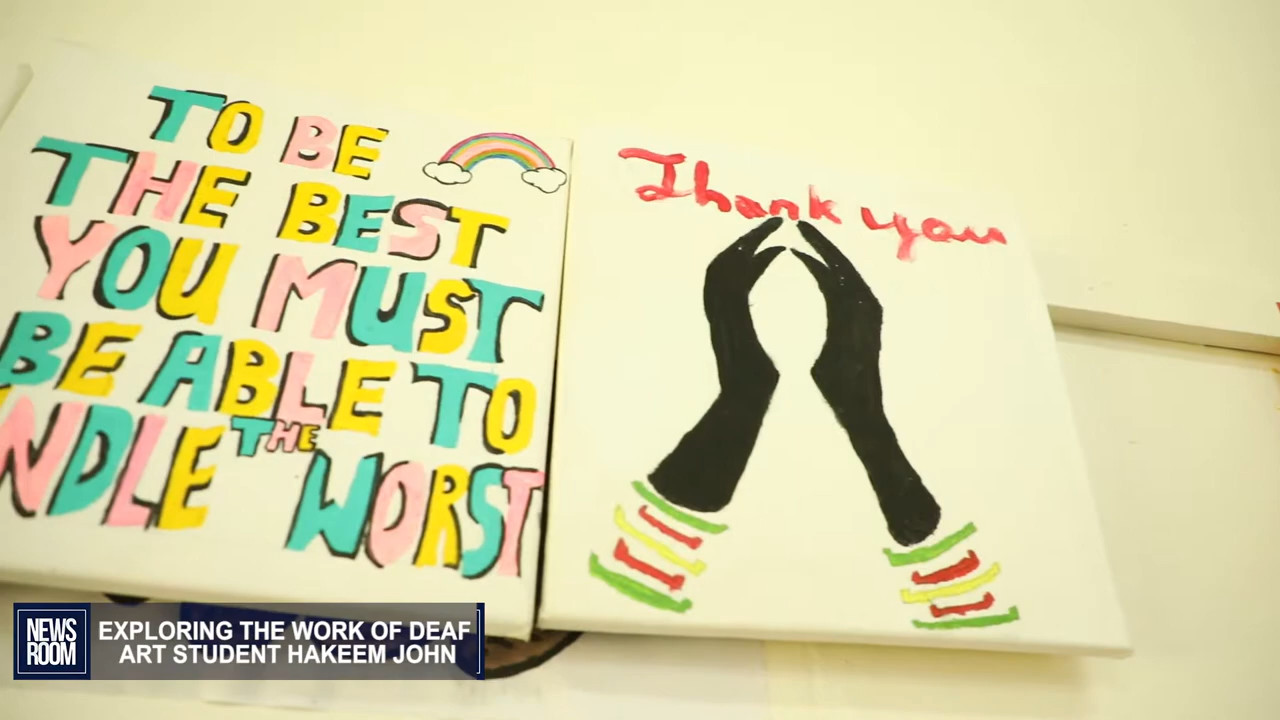 TO BE
THE BEST
YOU MUST
BE ABLE TO
NDLE THE WORST
Thank you
NEWS
ROOM
EXPLORING THE WORK OF DEAF
ART STUDENT HAKEEM JOHN